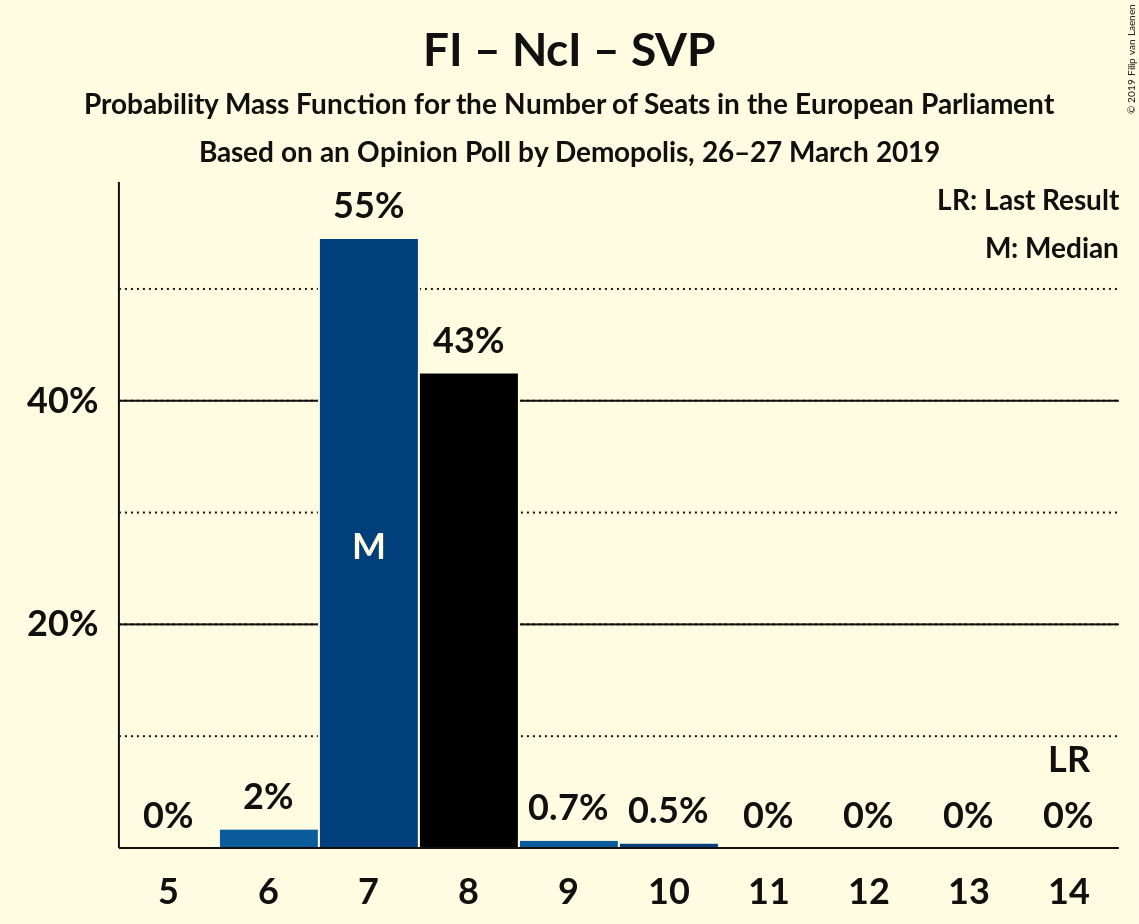 FI – NcI – SVP
Probability Mass Function for the Number of Seats in the European Parliament
Based on an Opinion Poll by Demopolis, 26–27 March 2019
© 2019 Filip van Laenen
LR: Last Result
M: Median
55%
43%
40%
M
20%
LR
0%
2%
0.7%
0.5%
0%
0%
0%
0%
5
6
7
8
9
10
11
12
13
14